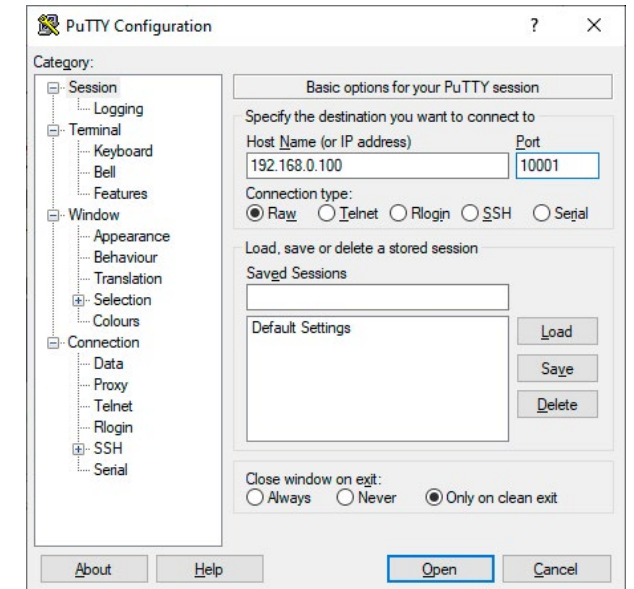 PuTTY Configuration
? ×
Category:
Session
Logging
Terminal
Keyboard
Bell
Features
Window
Appearance
Behaviour
Translation
Selection
Colours
Connection
Data
Proxy
Telnet
Rlogin
SSH
Serial
Basic options for your PuTTY session
Specify the destination you want to connect to
Host Name (or IP address) Port
192.168.0.100 10001
Connection type:
Raw Telnet Rlogin SSH Serial
Load, save or delete a stored session
Saved Sessions
Default Settings
Load
Save
Delete
Close window on exit:
Always Never Only on clean exit
About Help Open Cancel